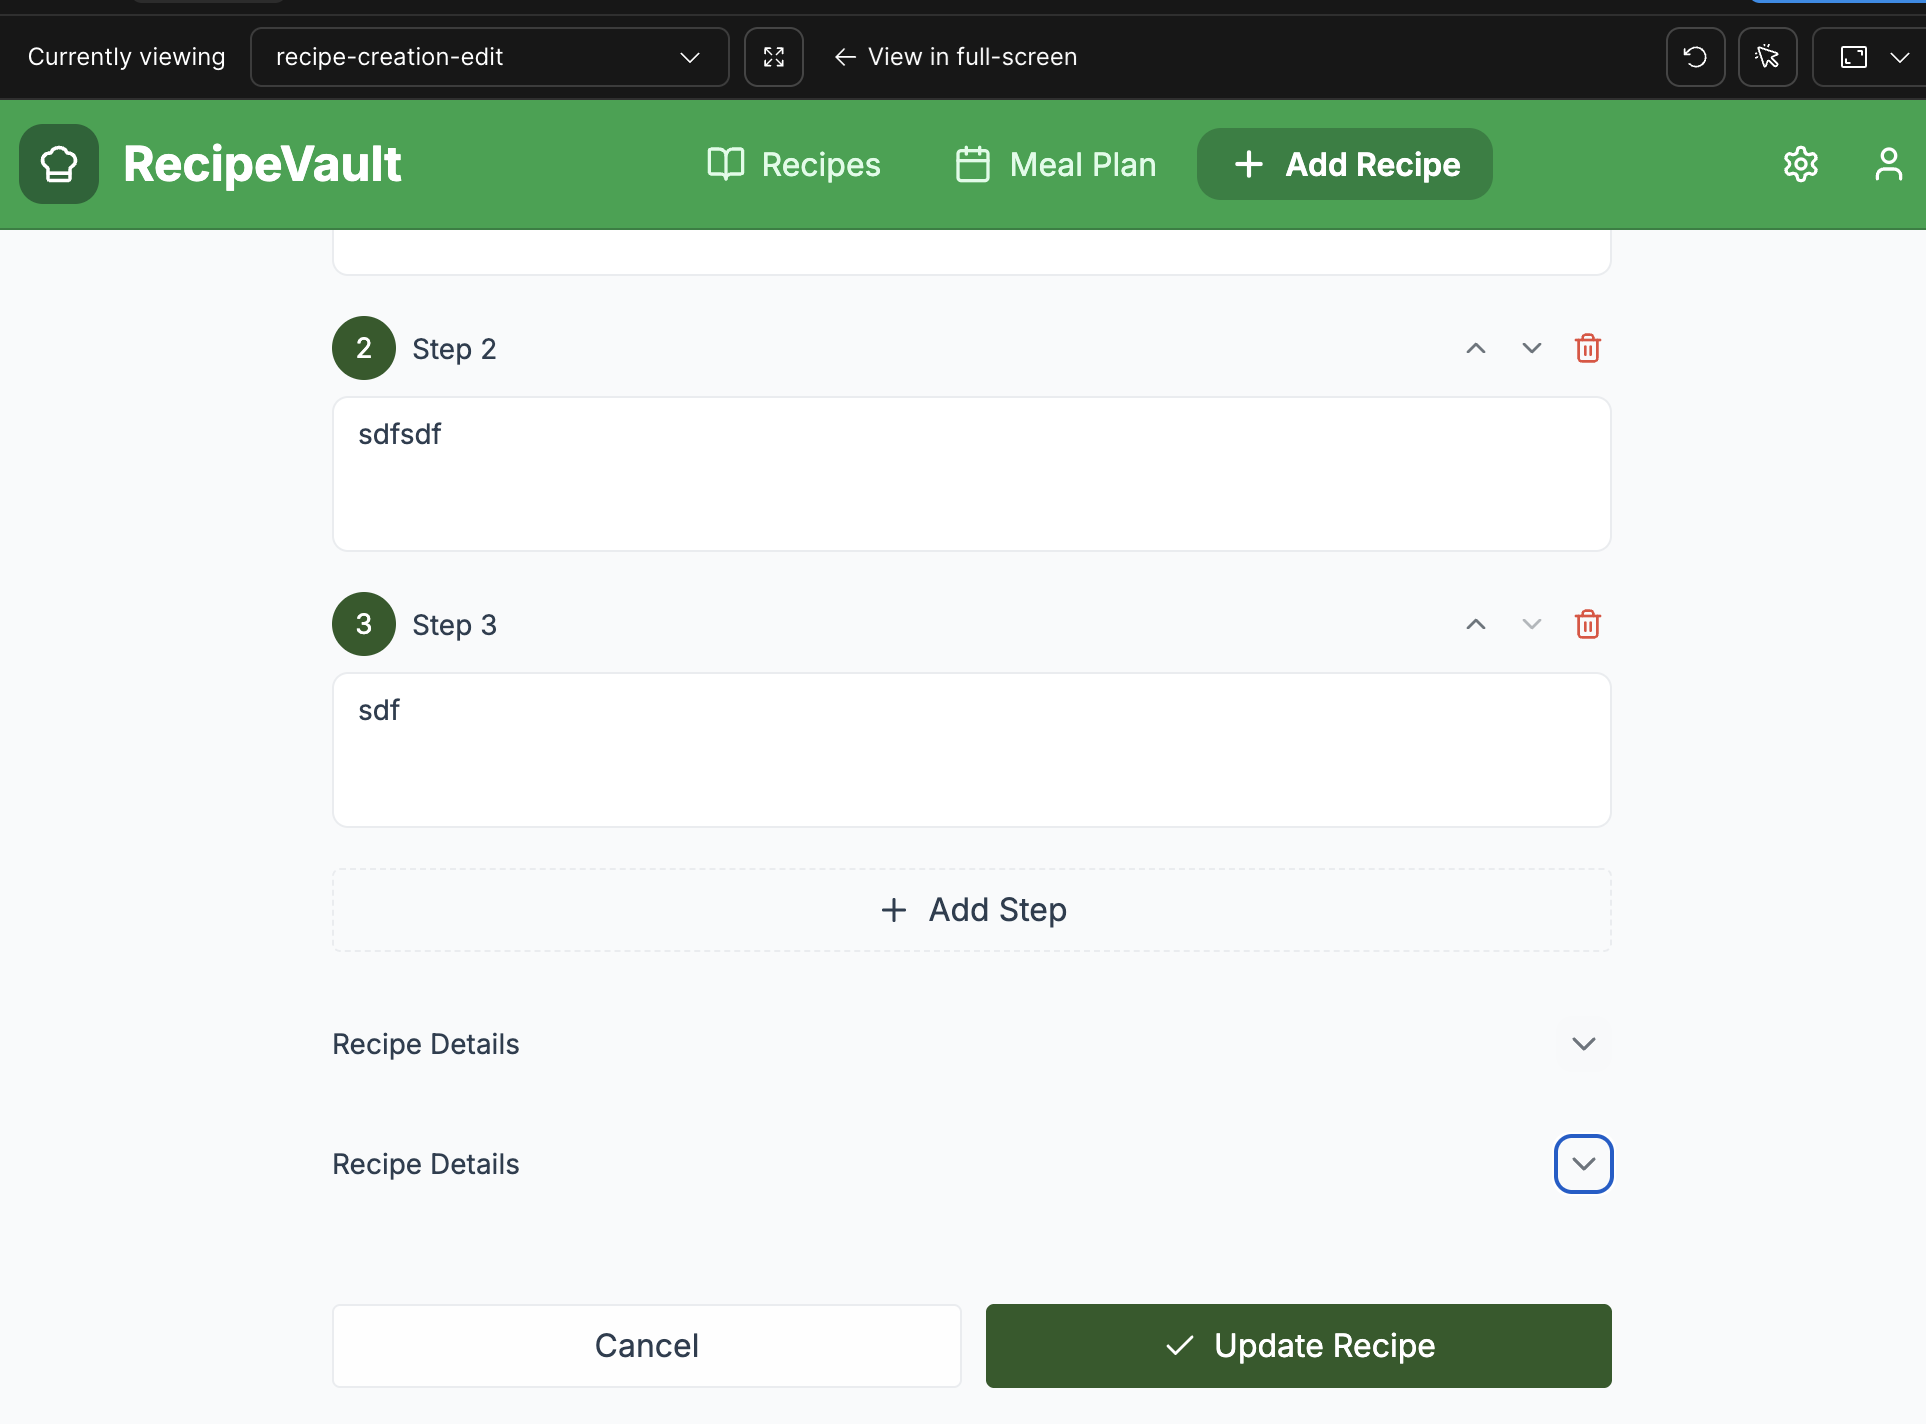 Currently viewing recipe-creation-edit View in full-screen
RecipeVault Recipes Meal Plan Add Recipe
2 Step 2
sdfsdf
3 Step 3
sdf
Add Step
Recipe Details
Recipe Details
Cancel Update Recipe